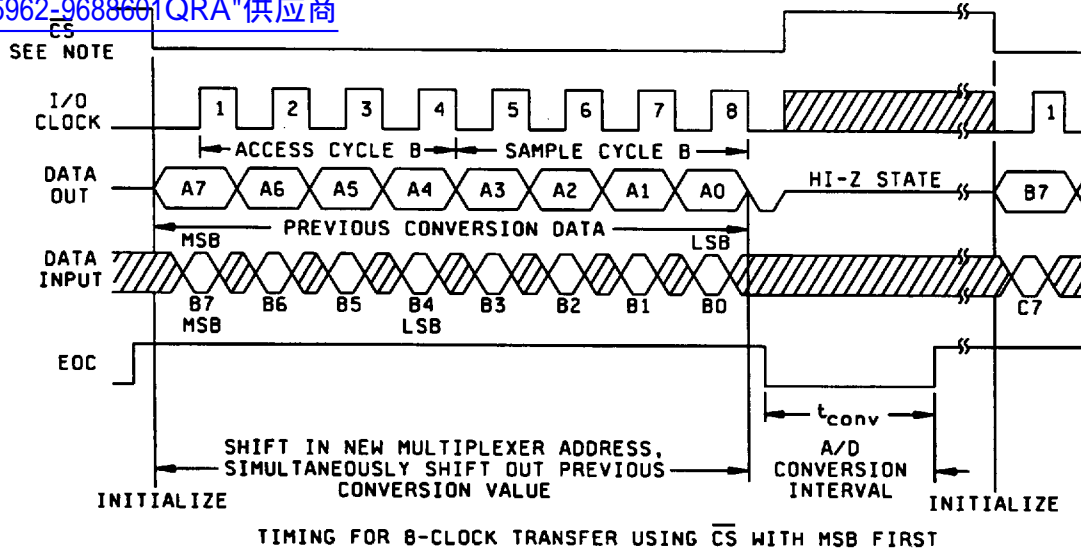 5962-9688601QRA"供应商
CS
SEE NOTE
I/O
CLOCK
1 2 3 4 5 6 7 8 1
ACCESS CYCLE B SAMPLE CYCLE B
DATA
OUT
A7 A6 A5 A4 A3 A2 A1 A0 HI-Z STATE B7
PREVIOUS CONVERSION DATA
MSB LSB
DATA
INPUT
B7 B6 B5 B4 B3 B2 B1 B0 C7
MSB LSB
EOC
tconv
SHIFT IN NEW MULTIPLEXER ADDRESS,
SIMULTANEOUSLY SHIFT OUT PREVIOUS
CONVERSION VALUE
A/D
CONVERSION
INTERVAL
INITIALIZE INITIALIZE
TIMING FOR 8-CLOCK TRANSFER USING CS WITH MSB FIRST